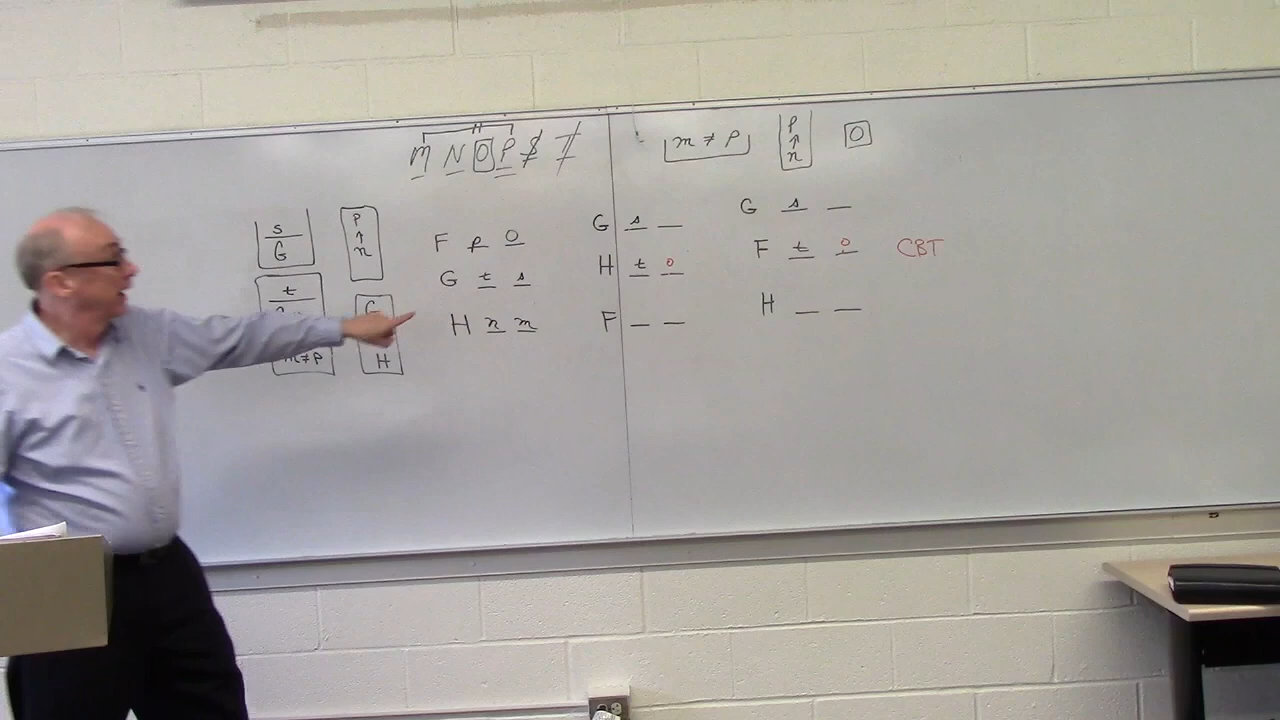 M N O P S T
m ≠ p
P
↑
n
O
s
G
P
↑
n
t
m ≠ p
G
H
F p O
G t s
H n m
G s _
H t o
F _ _
G s _
F t o CBT
H _ _